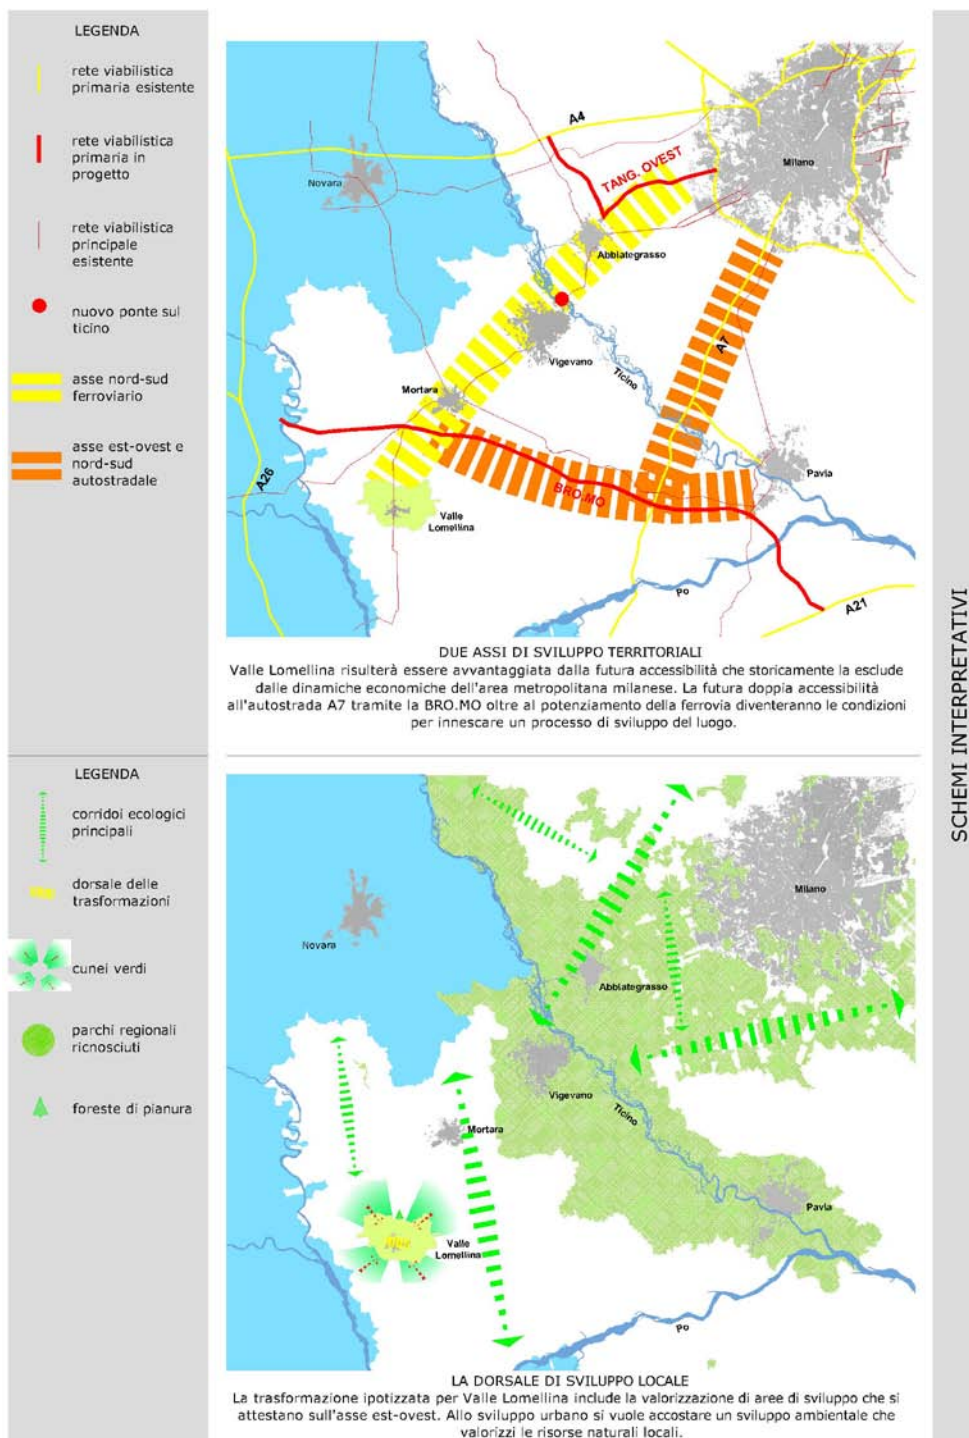 LEGENDA
rete viabilistica
primaria esistente
rete viabilistica
primaria in
progetto
rete viabilistica
principale
esistente
nuovo ponte sul
ticino
asse nord-sud
ferroviario
asse est-ovest e
nord-sud
autostradale
A4
TANG. OVEST
Milano
Novara
Abbiategrasso
A7
Vigevano
Ticino
Mortara
Pavia
A26
BRO.MO
Valle
Lomellina
Po
A21
DUE ASSI DI SVILUPPO TERRITORIALI
Valle Lomellina risulterà essere avvantaggiata dalla futura accessibilità che storicamente la esclude
dalle dinamiche economiche dell'area metropolitana milanese. La futura doppia accessibilità
all'autostrada A7 tramite la BRO.MO oltre al potenziamento della ferrovia diventeranno le condizioni
per innescare un processo di sviluppo del luogo.
SCHEMI INTERPRETATIVI
LEGENDA
corridoi ecologici
principali
dorsale delle
trasformazioni
cunei verdi
parchi regionali
ricnosciuti
foreste di pianura
Milano
Novara
Abbiategrasso
Vigevano
Ticino
Mortara
Pavia
Valle
Lomellina
Po
LA DORSALE DI SVILUPPO LOCALE
La trasformazione ipotizzata per Valle Lomellina include la valorizzazione di aree di sviluppo che si
attestano sull'asse est-ovest. Allo sviluppo urbano si vuole accostare un sviluppo ambientale che
valorizzi le risorse naturali locali.